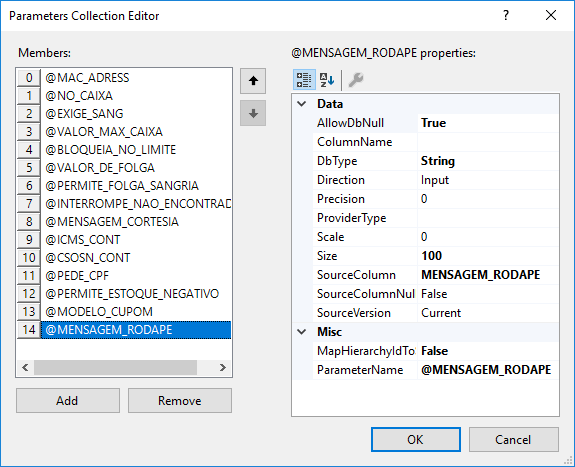 Parameters Collection Editor
Members:
0 @MAC_ADRESS
1 @NO_CAIXA
2 @EXIGE_SANG
3 @VALOR_MAX_CAIXA
4 @BLOQUEIA_NO_LIMITE
5 @VALOR_DE_FOLGA
6 @PERMITE_FOLGA_SANGRIA
7 @INTERROMPE_NAO_ENCONTRAD
8 @MENSAGEM_CORTESIA
9 @ICMS_CONT
10 @CSOSN_CONT
11 @PEDE_CPF
12 @PERMITE_ESTOQUE_NEGATIVO
13 @MODELO_CUPOM
14 @MENSAGEM_RODAPE
Add Remove
@MENSAGEM_RODAPE properties:
Data
AllowDbNull True
ColumnName
DbType String
Direction Input
Precision 0
ProviderType
Scale 0
Size 100
SourceColumn MENSAGEM_RODAPE
SourceColumnNul False
SourceVersion Current
Misc
MapHierarchyIdTo False
ParameterName @MENSAGEM_RODAPE
OK Cancel